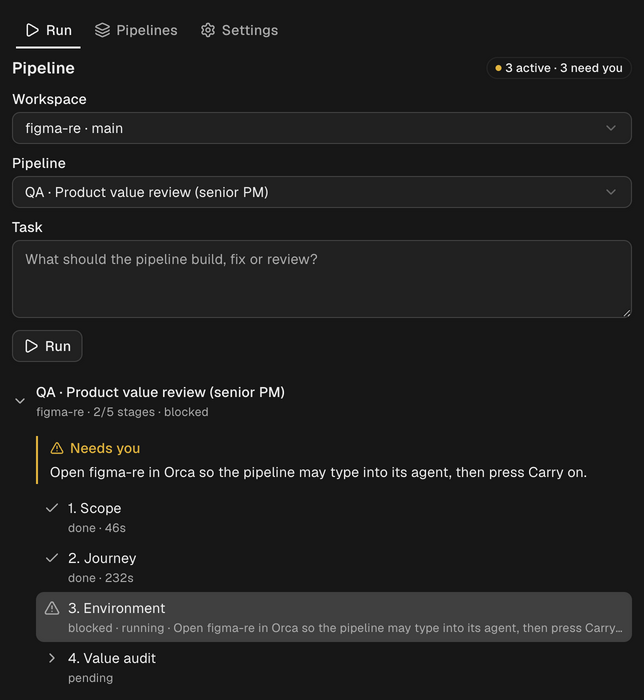 Run Pipelines Settings
Pipeline
3 active · 3 need you
Workspace
figma-re · main
Pipeline
QA · Product value review (senior PM)
Task
What should the pipeline build, fix or review?
Run
QA · Product value review (senior PM)
figma-re · 2/5 stages · blocked
Needs you
Open figma-re in Orca so the pipeline may type into its agent, then press Carry on.
1. Scope
done · 46s
2. Journey
done · 232s
3. Environment
blocked · running · Open figma-re in Orca so the pipeline may type into its agent, then press Carry...
4. Value audit
pending